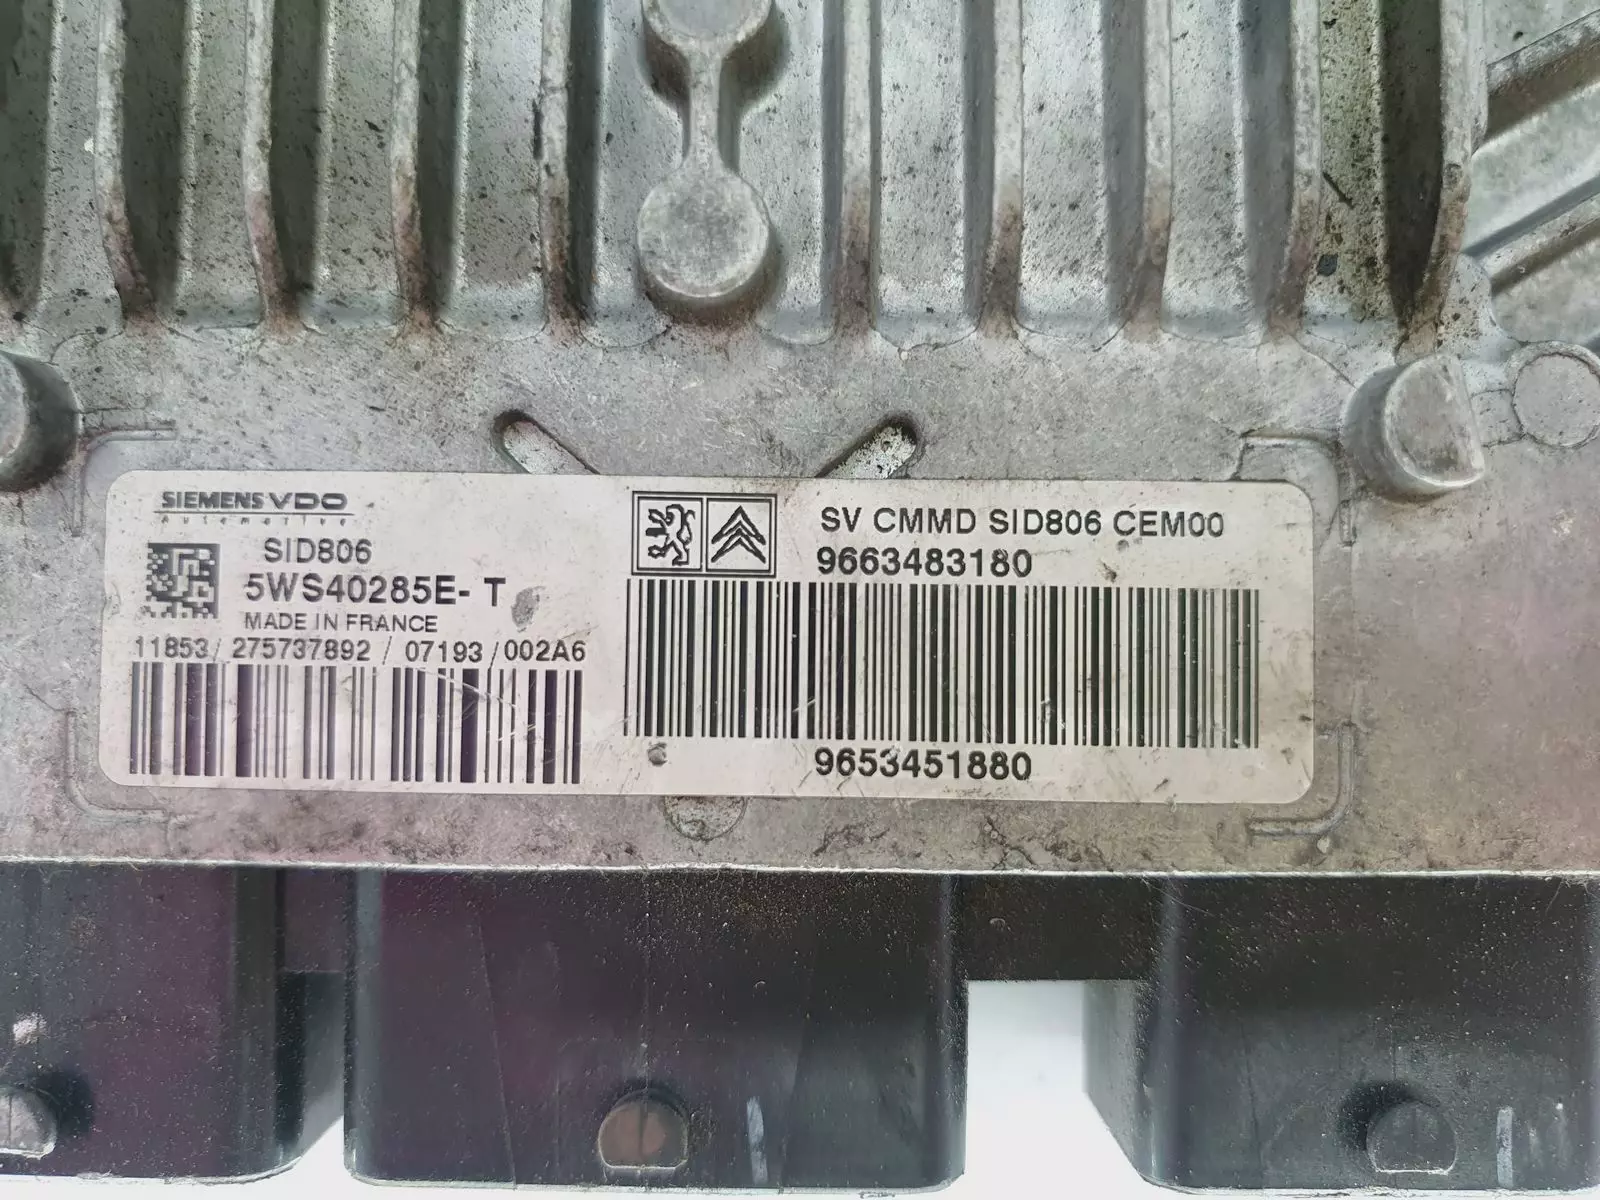 SIEMENS VDO
Automotive
SID806
5WS40285E- T
MADE IN FRANCE
11853 / 275737892 / 07193 / 002A6
SV CMMD SID806 CEM00
9663483180
9653451880